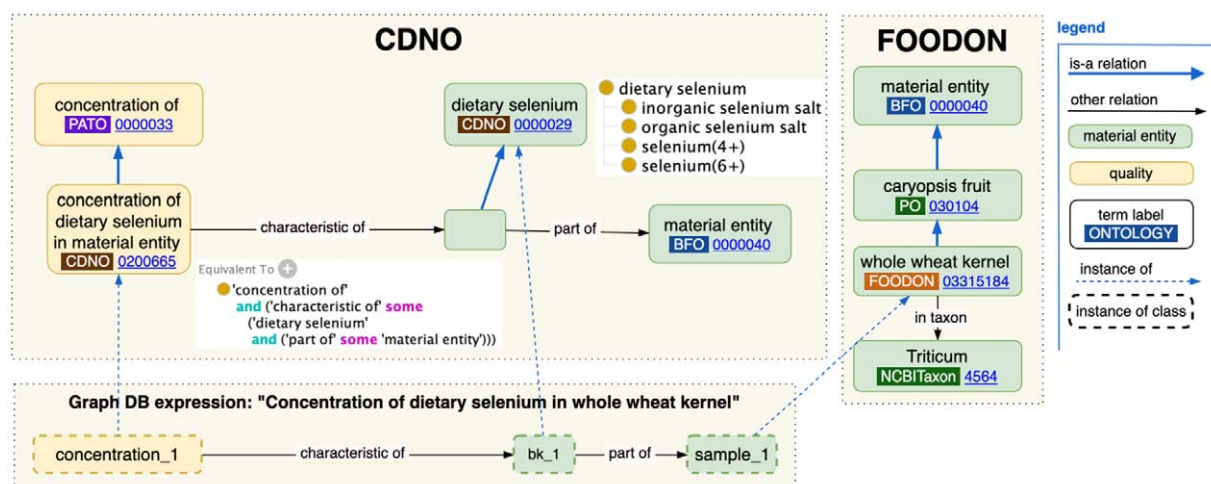 CDNO
concentration of
PATO 0000033
concentration of
dietary selenium
in material entity
CDNO 0200665
characteristic of
dietary selenium
CDNO 0000029
dietary selenium
inorganic selenium salt
organic selenium salt
selenium(4+)
selenium(6+)
part of
material entity
BFO 0000040
Equivalent To
'concentration of'
and ('characteristic of' some
('dietary selenium'
and ('part of' some 'material entity')))
FOODON
material entity
BFO 0000040
caryopsis fruit
PO 030104
whole wheat kernel
FOODON 03315184
in taxon
Triticum
NCBITaxon 4564
legend
is-a relation
other relation
material entity
quality
term label
ONTOLOGY
instance of
instance of class
Graph DB expression: "Concentration of dietary selenium in whole wheat kernel"
concentration_1
characteristic of
bk_1
part of
sample_1